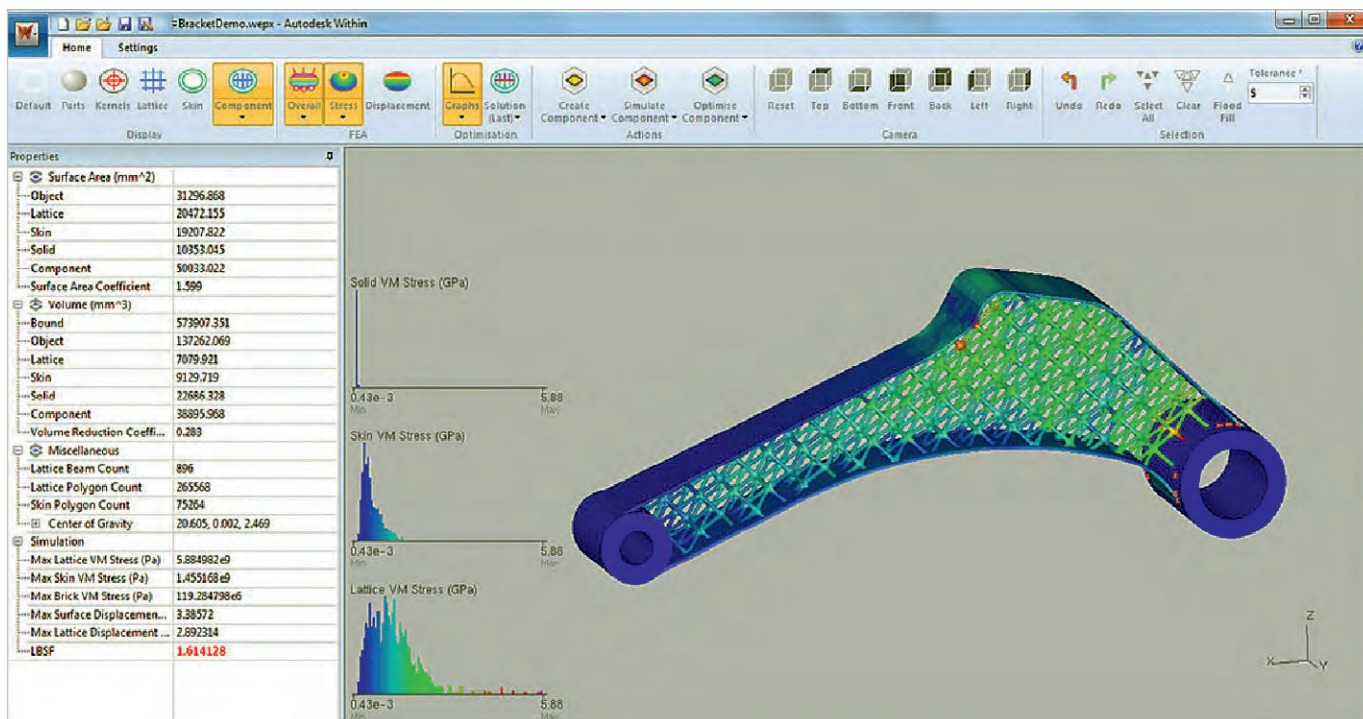 BracketDemo.wepx - Autodesk Within
Home Settings
Default Parts Kernels Lattice Skin Component Overall Stress Displacement Graphs Solution (Last) Create Component Simulate Component Optimise Component Reset Top Bottom Front Back Left Right Undo Redo Select All Clear Flood Fill Tolerance °
5
Display FEA Optimisation Actions Camera Selection
Properties
Surface Area (mm^2)
Object 31296.868
Lattice 20472.155
Skin 19207.822
Solid 10353.045
Component 50033.022
Surface Area Coefficient 1.599
Volume (mm^3)
Bound 573907.351
Object 137262.069
Lattice 7079.921
Skin 9129.719
Solid 22686.328
Component 38895.968
Volume Reduction Coeffi... 0.283
Miscellaneous
Lattice Beam Count 896
Lattice Polygon Count 265568
Skin Polygon Count 75264
Center of Gravity 20.605, 0.002, 2.469
Simulation
Max Lattice VM Stress (Pa) 5.884982e9
Max Skin VM Stress (Pa) 1.455168e9
Max Brick VM Stress (Pa) 119.284798e6
Max Surface Displacemen... 3.38572
Max Lattice Displacement ... 2.892314
LBSF 1.614128
Solid VM Stress (GPa)
0.43e-3 5.88
Min Max
Skin VM Stress (GPa)
0.43e-3 5.88
Min Max
Lattice VM Stress (GPa)
0.43e-3 5.88
Min Max
Z
X Y